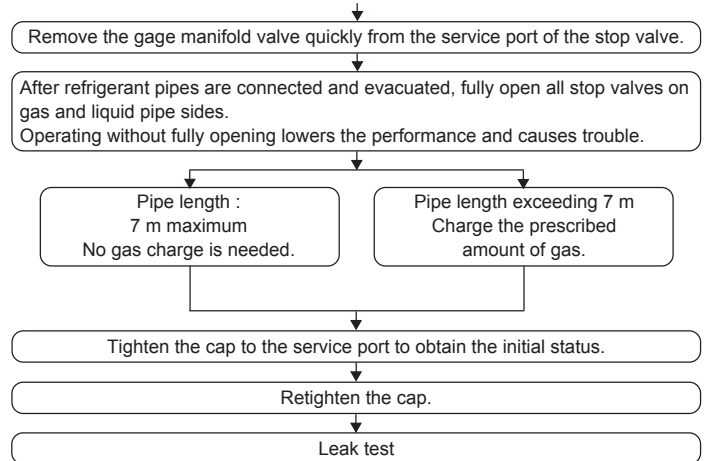 Remove the gage manifold valve quickly from the service port of the stop valve.
After refrigerant pipes are connected and evacuated, fully open all stop valves on
gas and liquid pipe sides.
Operating without fully opening lowers the performance and causes trouble.
Pipe length :
7 m maximum
No gas charge is needed.
Pipe length exceeding 7 m
Charge the prescribed
amount of gas.
Tighten the cap to the service port to obtain the initial status.
Retighten the cap.
Leak test